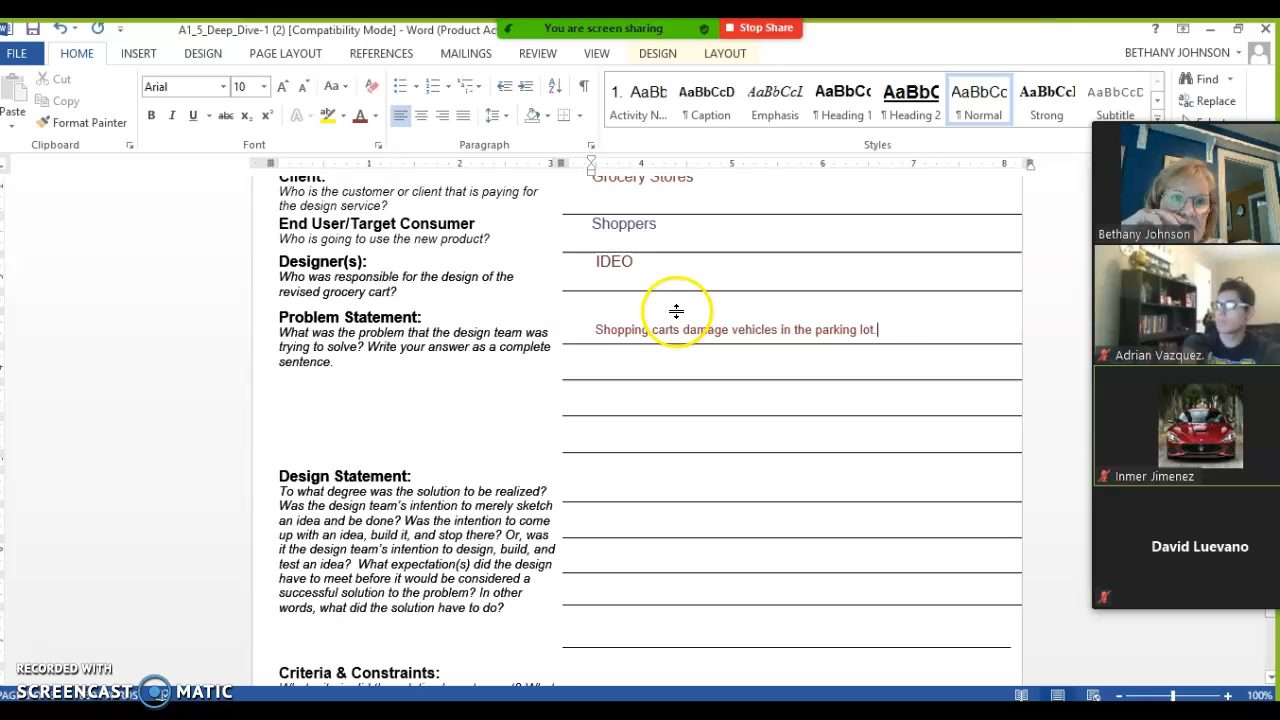 A1_5_Deep_Dive-1 (2) [Compatibility Mode] - Word (Product Ac
You are screen sharing
Stop Share
FILE HOME INSERT DESIGN PAGE LAYOUT REFERENCES MAILINGS REVIEW VIEW DESIGN LAYOUT BETHANY JOHNSON
Cut
Copy
Paste
Format Painter
Arial 10
1. AaBb AaBbCc AaBbCcL AaBbCc AaBbC AaBbCc AaBbCcl AaBbCcD
Activity N... ¶ Caption Emphasis ¶ Heading 1 ¶ Heading 2 ¶ Normal Strong Subtitle
Find
Replace
Clipboard Font Paragraph Styles
1 2 3 4 5 6 7 8
Client: Grocery Stores
Who is the customer or client that is paying for
the design service?
End User/Target Consumer Shoppers
Who is going to use the new product?
Designer(s): IDEO
Who was responsible for the design of the
revised grocery cart?
Problem Statement:
What was the problem that the design team was Shopping carts damage vehicles in the parking lot.
trying to solve? Write your answer as a complete
sentence.
Design Statement:
To what degree was the solution to be realized?
Was the design team's intention to merely sketch
an idea and be done? Was the intention to come
up with an idea, build it, and stop there? Or, was
it the design team's intention to design, build, and
test an idea? What expectation(s) did the design
have to meet before it would be considered a
successful solution to the problem? In other
words, what did the solution have to do?
Criteria & Constraints:
Bethany Johnson
Adrian Vazquez.
Inmer Jimenez
David Luevano
RECORDED WITH
SCREENCAST MATIC
100%